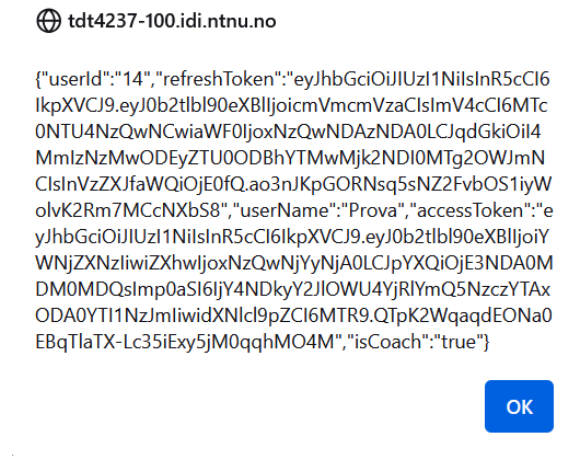 tdt4237-100.idi.ntnu.no
{"userId":"14","refreshToken":"eyJhbGciOiJIUzI1NiIsInR5cCI6
IkpXVCJ9.eyJ0b2tlbl90eXBlIjoicmVmcmVzaCIsImV4cCI6MTc
0NTU4NzQwNCwiaWF0IjoxNzQwNDAzNDA0LCJqdGkiOiI4
MmIzNzMwODEyZTU0ODBhYTMwMjk2NDI0MTg2OWJmN
CIsInVzZXJfaWQiOjE0fQ.ao3nJKpGORNsq5sNZ2FvbOS1iyW
olvK2Rm7MCcNXbS8","userName":"Prova","accessToken":"e
yJhbGciOiJIUzI1NiIsInR5cCI6IkpXVCJ9.eyJ0b2tlbl90eXBlIjoiY
WNjZXNzIiwiZXhwIjoxNzQwNjYyNjA0LCJpYXQiOjE3NDA0M
DM0MDQsImp0aSI6IjY4NDkyY2JlOWU4YjRlYmQ5NzczYTAx
ODA0YTI1NzJmIiwidXNlcl9pZCI6MTR9.QTpK2WqaqdEONa0
EBqTlaTX-Lc35iExy5jM0qqhMO4M","isCoach":"true"}
OK